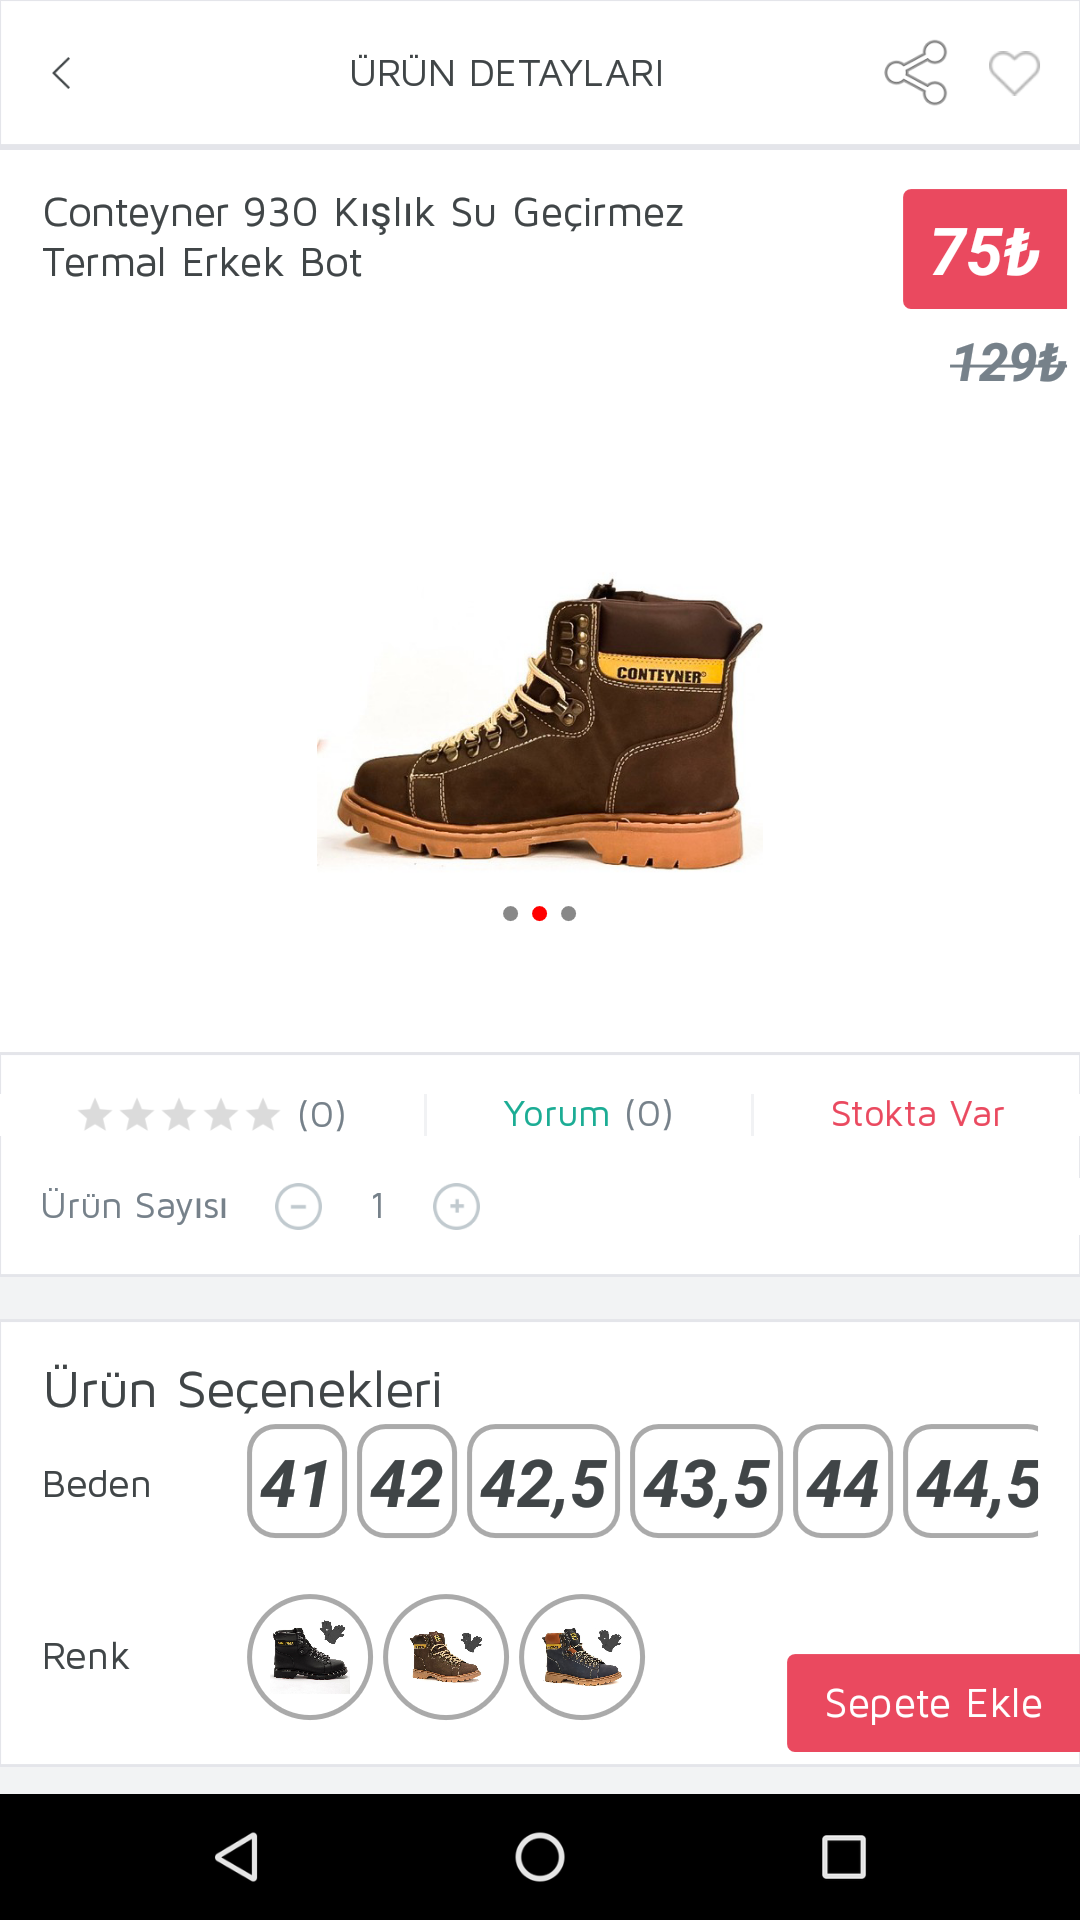 ÜRÜN DETAYLARI
Conteyner 930 Kışlık Su Geçirmez
Termal Erkek Bot
75₺
129₺
CONTEYNER
(0)
Yorum (0)
Stokta Var
Ürün Sayısı
1
Ürün Seçenekleri
Beden
41
42
42,5
43,5
44
44,5
Renk
Sepete Ekle